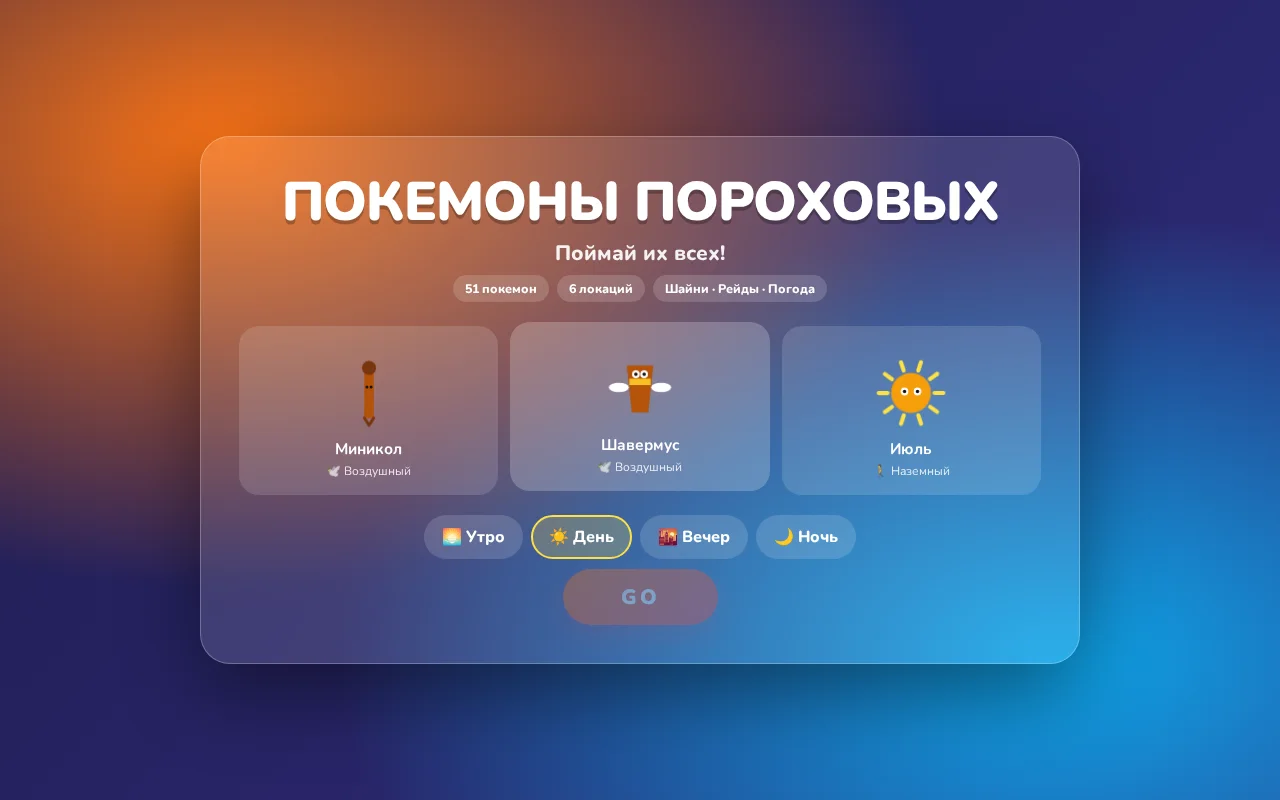 ПОКЕМОНЫ ПОРОХОВЫХ
Поймай их всех!
51 покемон
6 локаций
Шайни · Рейды · Погода
Миникол
🕊️ Воздушный
Шавермус
🕊️ Воздушный
Июль
🚶 Наземный
🌅 Утро
☀️ День
🌇 Вечер
🌙 Ночь
GO